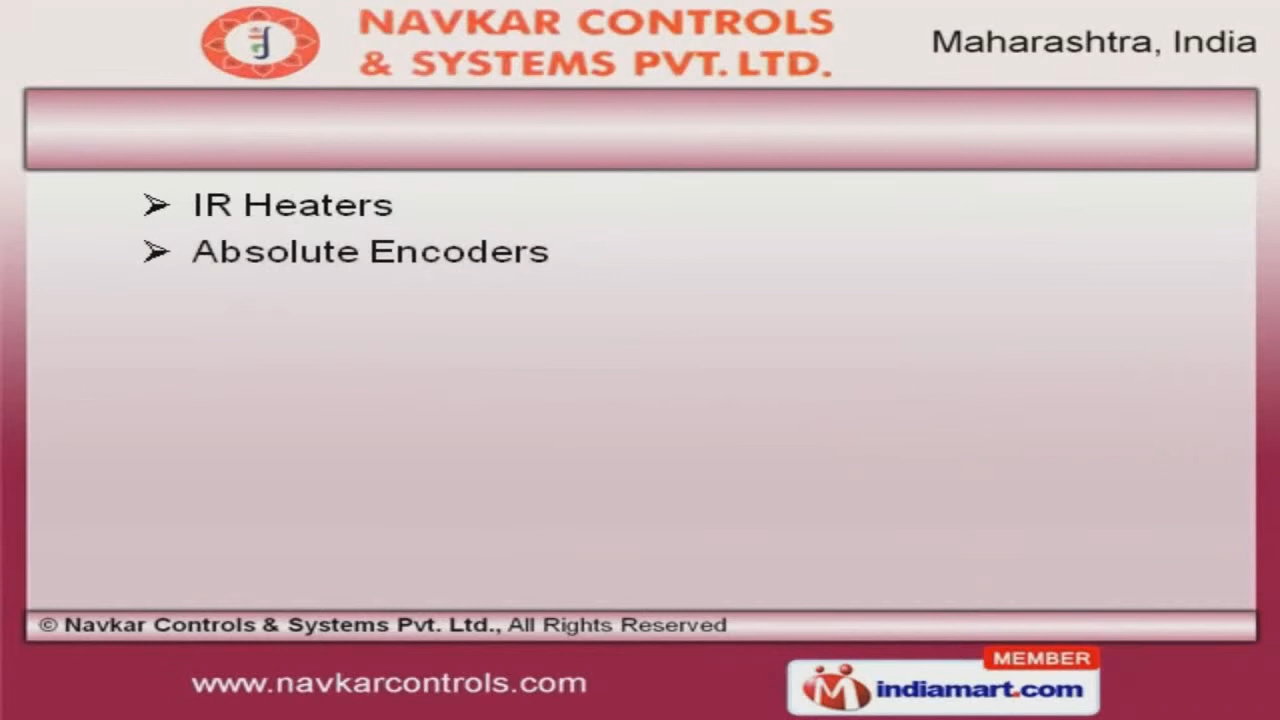 NAVKAR CONTROLS
& SYSTEMS PVT. LTD.
Maharashtra, India
➢ IR Heaters
➢ Absolute Encoders
© Navkar Controls & Systems Pvt. Ltd., All Rights Reserved
www.navkarcontrols.com
MEMBER
indiamart.com